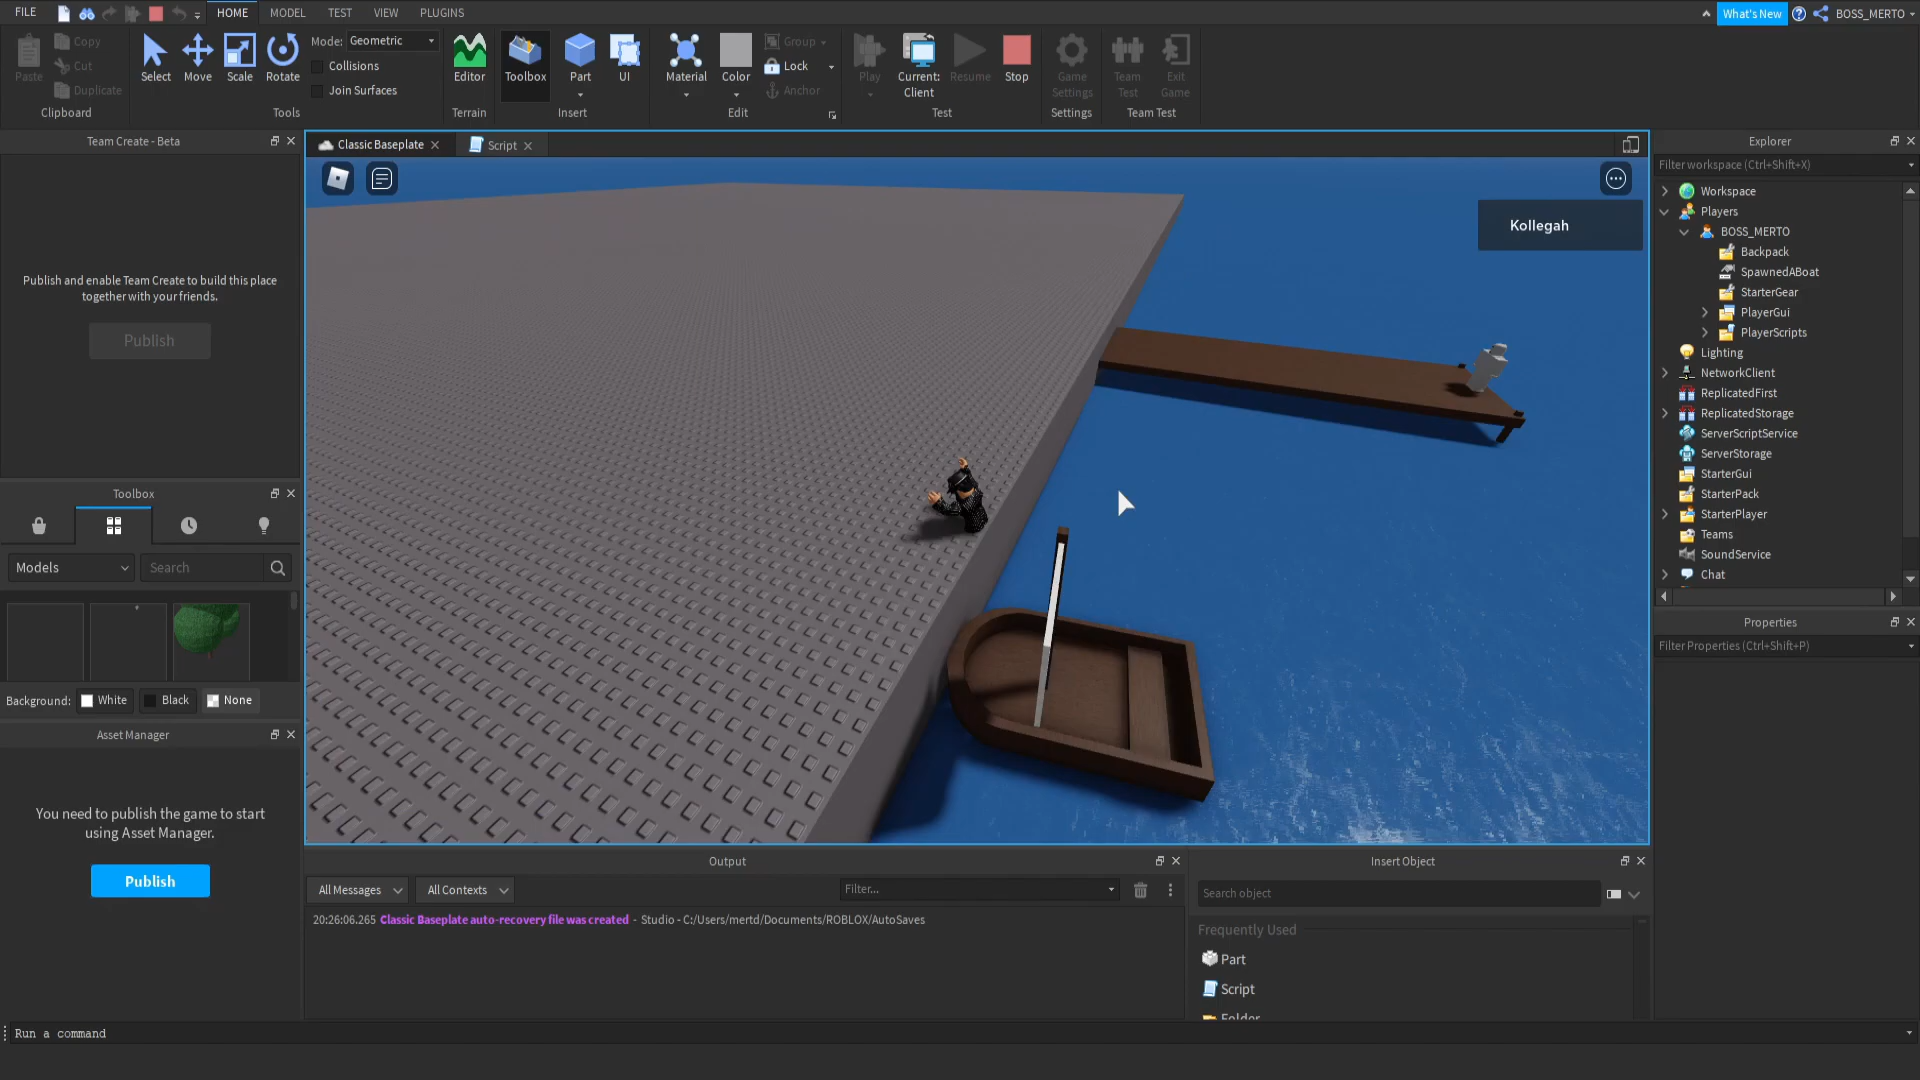 FILE HOME MODEL TEST VIEW PLUGINS What's New BOSS_MERTO
Paste Copy Cut Duplicate
Clipboard
Select Move Scale Rotate
Mode: Geometric
Collisions
Join Surfaces
Tools
Editor
Terrain
Toolbox Part UI
Insert
Material Color
Group
Lock
Anchor
Edit
Play Current: Client Resume Stop
Test
Game Settings
Settings
Team Test Exit Game
Team Test
Team Create - Beta
Publish and enable Team Create to build this place
together with your friends.
Publish
Toolbox
Models Search
Background: White Black None
Asset Manager
You need to publish the game to start
using Asset Manager.
Publish
Classic Baseplate Script
Kollegah
Output
All Messages All Contexts Filter...
20:26:06.265 Classic Baseplate auto-recovery file was created - Studio - C:/Users/mertd/Documents/ROBLOX/AutoSaves
Insert Object
Search object
Frequently Used
Part
Script
Folder
Explorer
Filter workspace (Ctrl+Shift+X)
Workspace
Players
BOSS_MERTO
Backpack
SpawnedABoat
StarterGear
PlayerGui
PlayerScripts
Lighting
NetworkClient
ReplicatedFirst
ReplicatedStorage
ServerScriptService
ServerStorage
StarterGui
StarterPack
StarterPlayer
Teams
SoundService
Chat
Properties
Filter Properties (Ctrl+Shift+P)
Run a command